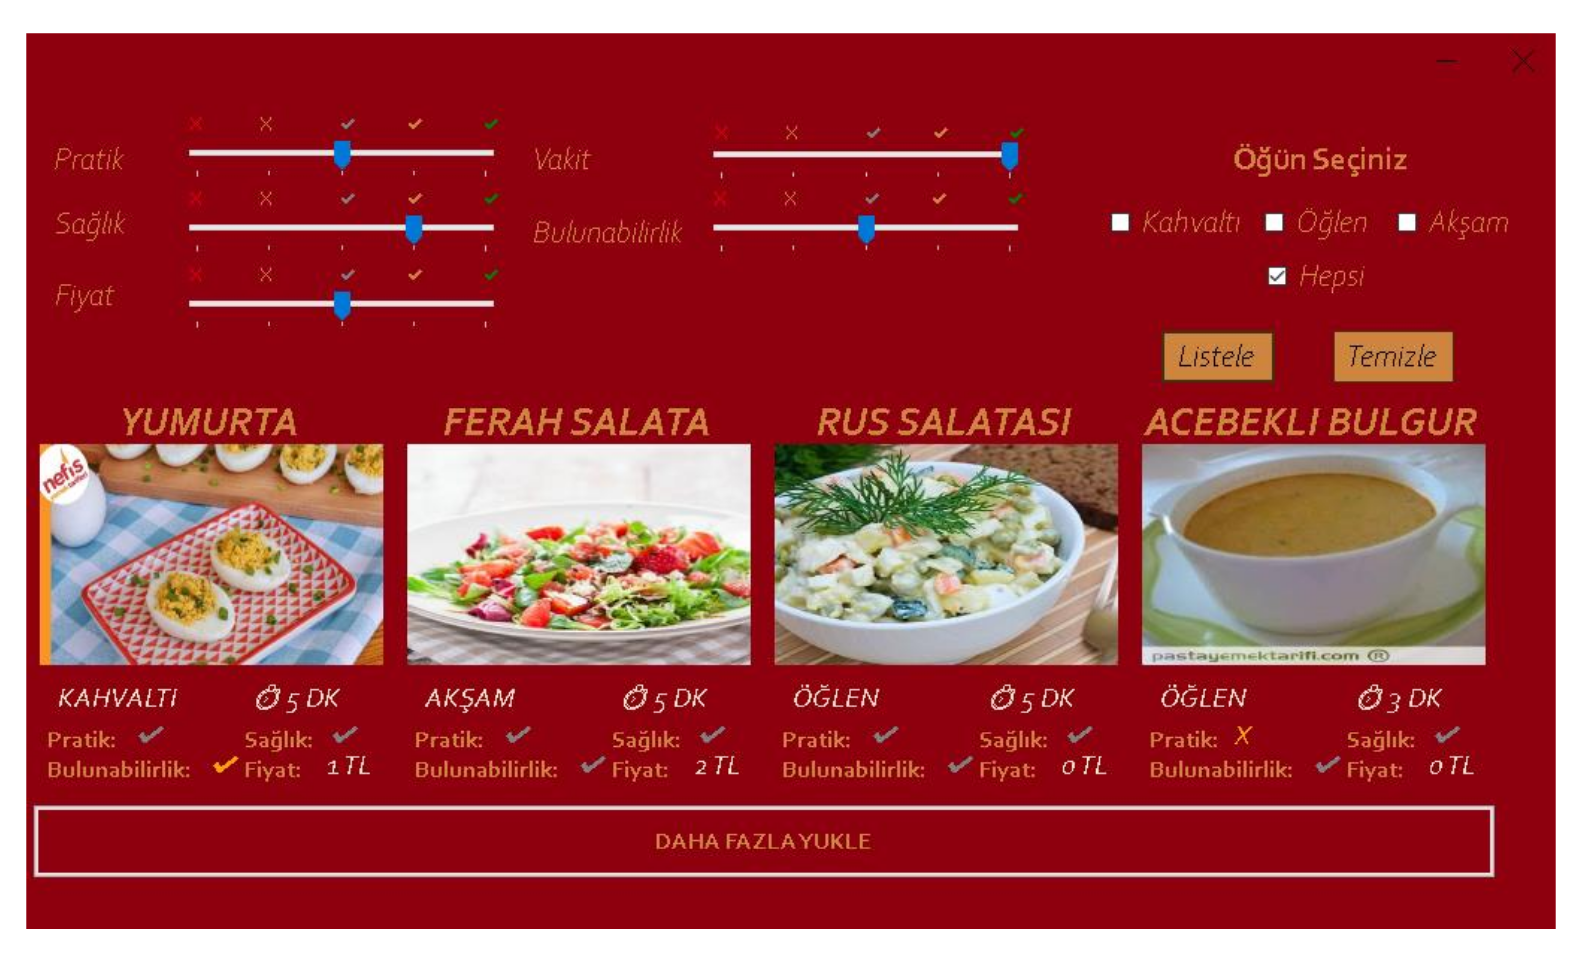 Pratik
Vakit
Öğün Seçiniz
Sağlık
Bulunabilirlik
Kahvaltı Öğlen Akşam
Fiyat
Hepsi
Listele Temizle
YUMURTA
FERAH SALATA
RUS SALATASI
ACEBEKLI BULGUR
nefis
yemek tarifleri
pastayemektarifi.com ®
KAHVALTI 5 DK
Pratik: Sağlık:
Bulunabilirlik: Fiyat: 1 TL
AKŞAM 5 DK
Pratik: Sağlık:
Bulunabilirlik: Fiyat: 2 TL
ÖĞLEN 5 DK
Pratik: Sağlık:
Bulunabilirlik: Fiyat: 0 TL
ÖĞLEN 3 DK
Pratik: X Sağlık:
Bulunabilirlik: Fiyat: 0 TL
DAHA FAZLA YUKLE